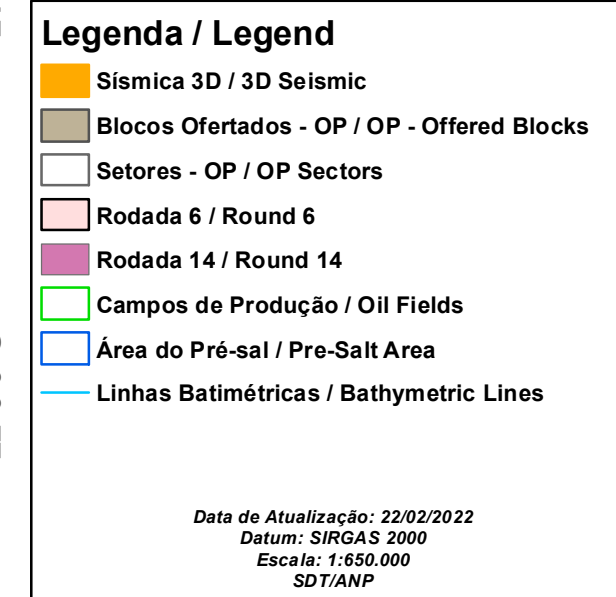 Legenda / Legend
Sísmica 3D / 3D Seismic
Blocos Ofertados - OP / OP - Offered Blocks
Setores - OP / OP Sectors
Rodada 6 / Round 6
Rodada 14 / Round 14
Campos de Produção / Oil Fields
Área do Pré-sal / Pre-Salt Area
Linhas Batimétricas / Bathymetric Lines
Data de Atualização: 22/02/2022
Datum: SIRGAS 2000
Escala: 1:650.000
SDT/ANP